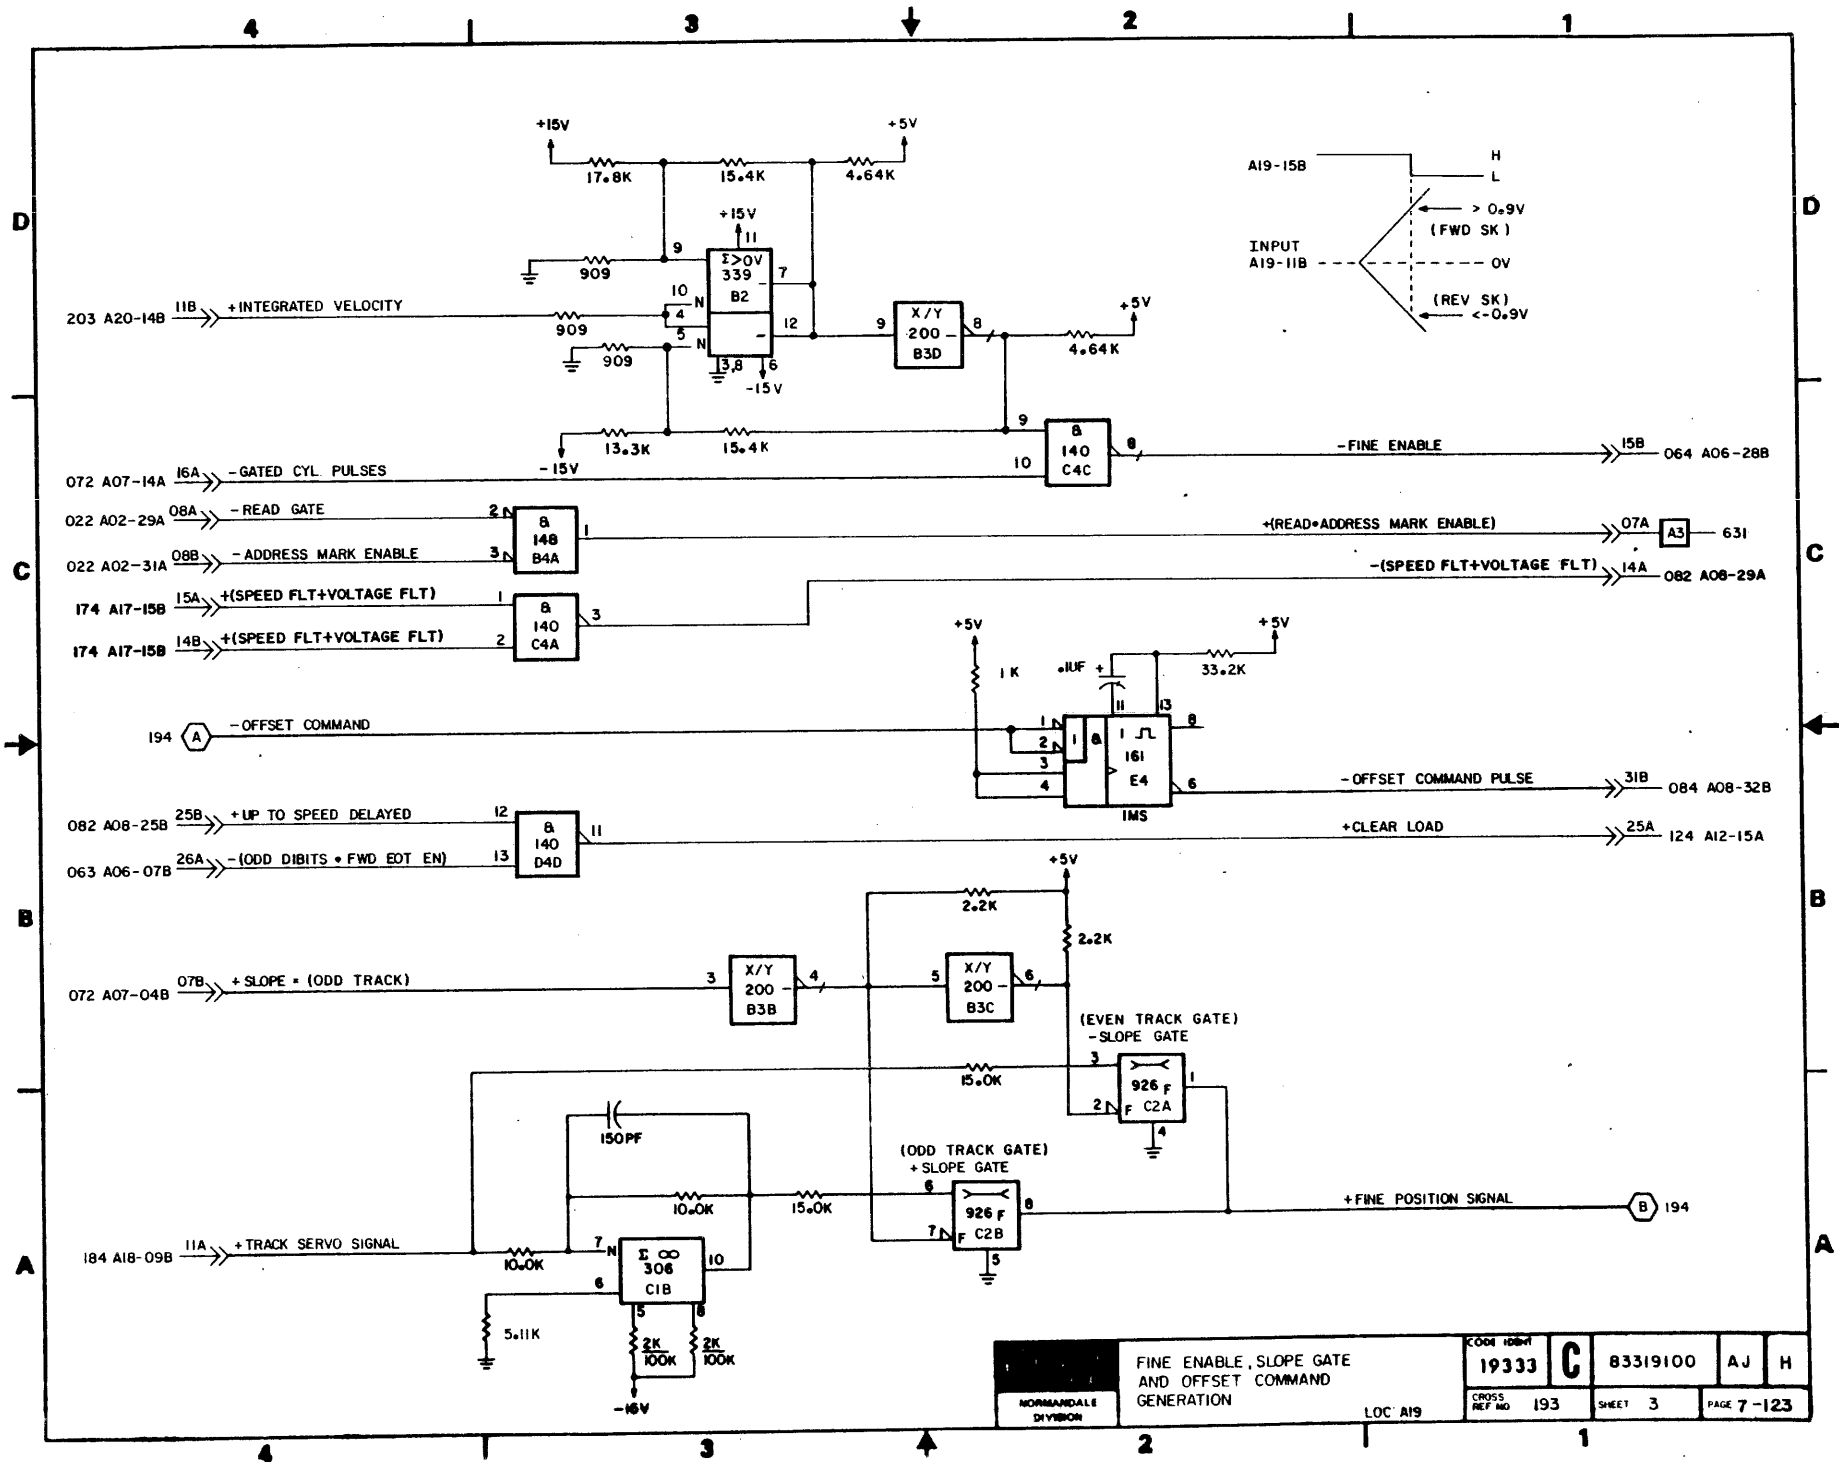 4 3 2 1
D
C
B
A
+15V
+5V
17.8K
15.4K
4.64K
+15V
11
9
909
Σ>0V
339
B2
7
10
N
4
5
N
12
909
909
3,8
6
-15V
203 A20-14B 11B +INTEGRATED VELOCITY
9
X/Y
200
B3D
8
+5V
4.64K
A19-15B
H
L
> 0.9V
(FWD SK)
INPUT
A19-11B
0V
(REV SK)
<-0.9V
13.3K
15.4K
-15V
9
10
&
140
C4C
8
-FINE ENABLE
15B
064 A06-28B
072 A07-14A 16A -GATED CYL PULSES
022 A02-29A 08A -READ GATE
2
&
148
B4A
1
+(READ•ADDRESS MARK ENABLE)
07A
A3
631
022 A02-31A 08B -ADDRESS MARK ENABLE
3
-(SPEED FLT+VOLTAGE FLT)
14A
082 A08-29A
174 A17-15B 15A +(SPEED FLT+VOLTAGE FLT)
1
&
140
C4A
3
174 A17-15B 14B +(SPEED FLT+VOLTAGE FLT)
2
+5V
1 K
.1UF +
+5V
33.2K
11
13
194 A -OFFSET COMMAND
1
2
3
4
1
&
1
161
E4
1MS
8
6
-OFFSET COMMAND PULSE
31B
084 A08-32B
082 A08-25B 25B +UP TO SPEED DELAYED
12
&
140
D4D
11
+CLEAR LOAD
25A
124 A12-15A
063 A06-07B 26A -(ODD DIBITS • FWD EOT EN)
13
+5V
2.2K
2.2K
072 A07-04B 07B +SLOPE = (ODD TRACK)
3
X/Y
200
B3B
4
5
X/Y
200
B3C
6
(EVEN TRACK GATE)
-SLOPE GATE
15.0K
3
926 F
F C2A
1
2
4
150PF
(ODD TRACK GATE)
+SLOPE GATE
10.0K
15.0K
6
926 F
F C2B
8
7
5
+FINE POSITION SIGNAL
B
194
184 A18-09B 11A +TRACK SERVO SIGNAL
10.0K
7
N
Σ ∞
306
C1B
10
6
5
8
5.11K
2K
100K
2K
100K
-16V
NORMANDALE
DIVISION
FINE ENABLE, SLOPE GATE
AND OFFSET COMMAND
GENERATION
LOC A19
CODE IDENT
19333
C
83319100
AJ
H
CROSS
REF NO 193
SHEET 3
PAGE 7-123
D
C
B
A
4 3 2 1